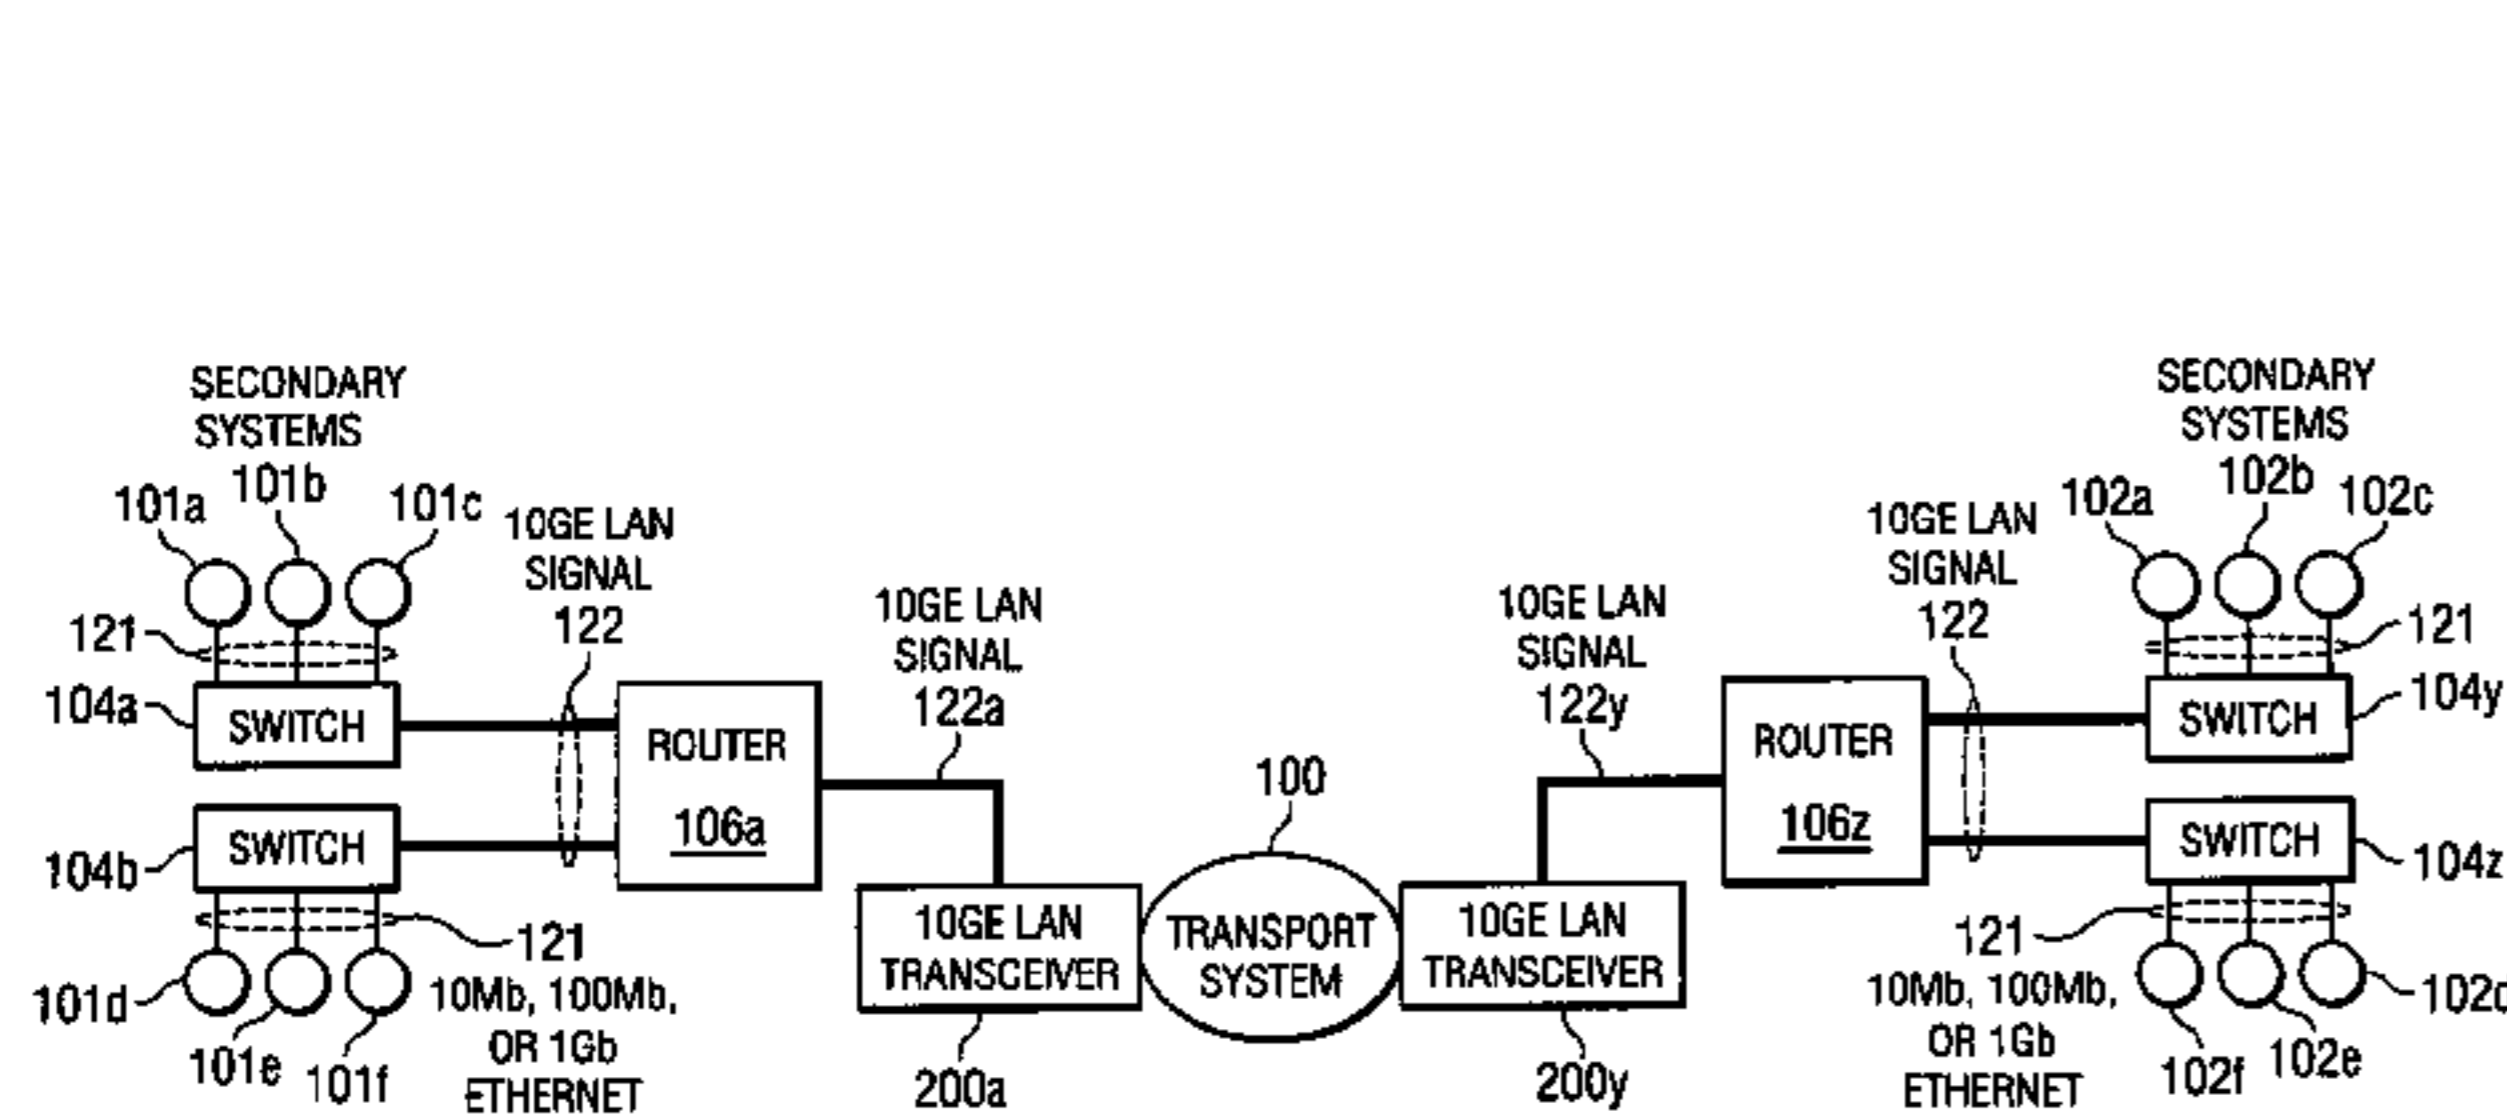 SECONDARY
SYSTEMS
101a
101b
101c
121
104a
SWITCH
104b
SWITCH
121
101d
101e
101f
10Mb, 100Mb,
OR 1Gb
ETHERNET
10GE LAN
SIGNAL
122
ROUTER
106a
10GE LAN
SIGNAL
122a
10GE LAN
TRANSCEIVER
200a
100
TRANSPORT
SYSTEM
10GE LAN
SIGNAL
122y
10GE LAN
TRANSCEIVER
200y
ROUTER
106z
10GE LAN
SIGNAL
122
SECONDARY
SYSTEMS
102a
102b
102c
121
SWITCH
104y
SWITCH
104z
121
10Mb, 100Mb,
OR 1Gb
ETHERNET
102f
102e